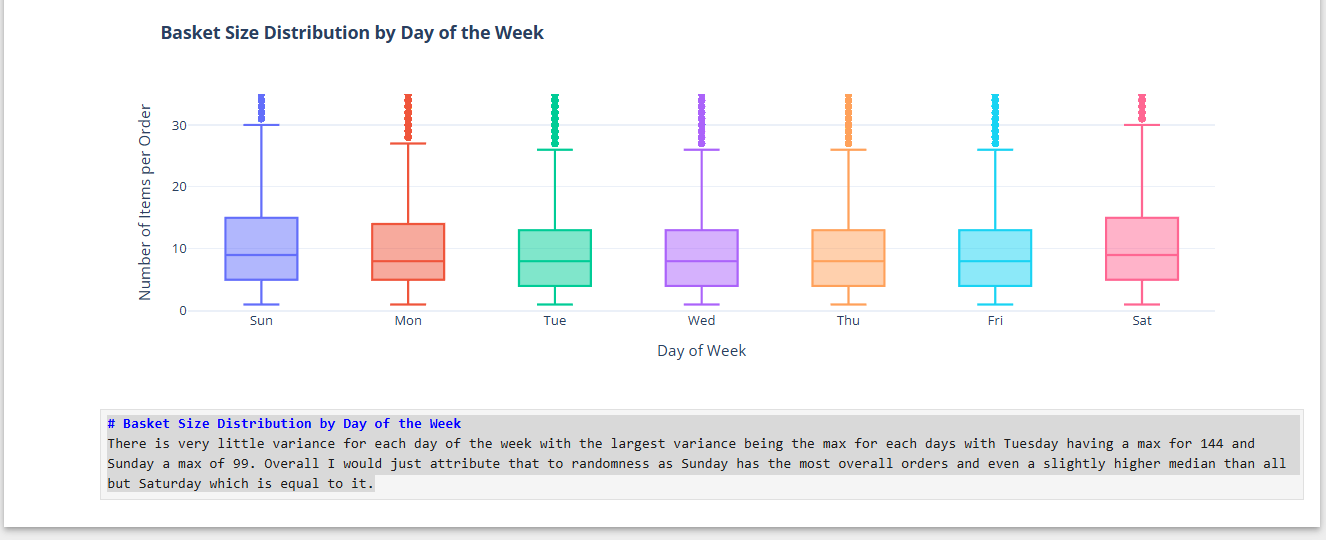 Basket Size Distribution by Day of the Week
Number of Items per Order
30
20
10
0
Sun Mon Tue Wed Thu Fri Sat
Day of Week
# Basket Size Distribution by Day of the Week
There is very little variance for each day of the week with the largest variance being the max for each days with Tuesday having a max for 144 and
Sunday a max of 99. Overall I would just attribute that to randomness as Sunday has the most overall orders and even a slightly higher median than all
but Saturday which is equal to it.